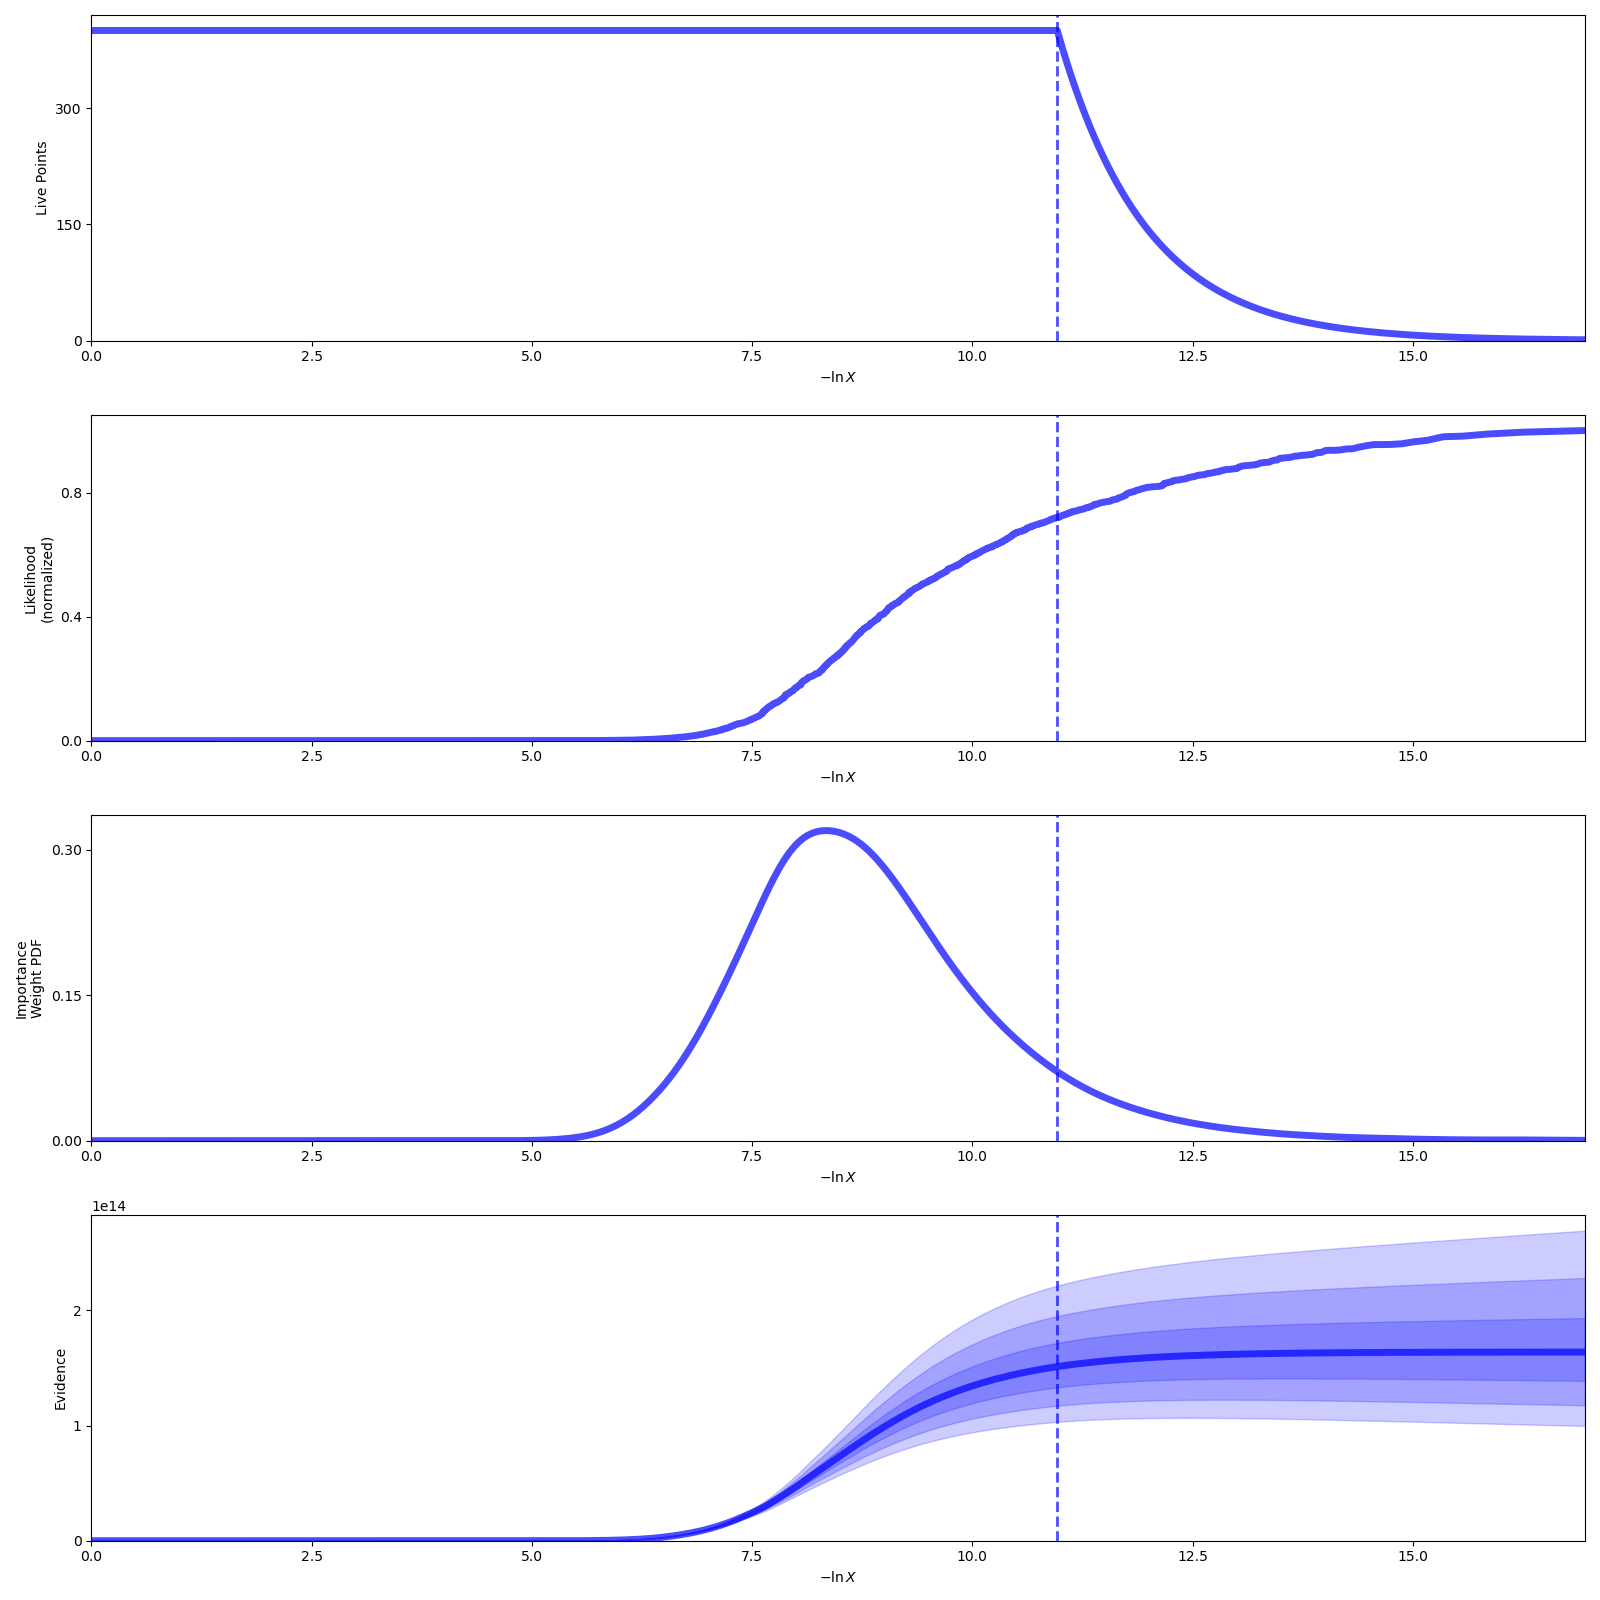 300
150
0
Live Points
0.0 2.5 5.0 7.5 10.0 12.5 15.0
−ln X
0.8
0.4
0.0
Likelihood
(normalized)
0.0 2.5 5.0 7.5 10.0 12.5 15.0
−ln X
0.30
0.15
0.00
Importance
Weight PDF
0.0 2.5 5.0 7.5 10.0 12.5 15.0
−ln X
1e14
2
1
0
Evidence
0.0 2.5 5.0 7.5 10.0 12.5 15.0
−ln X